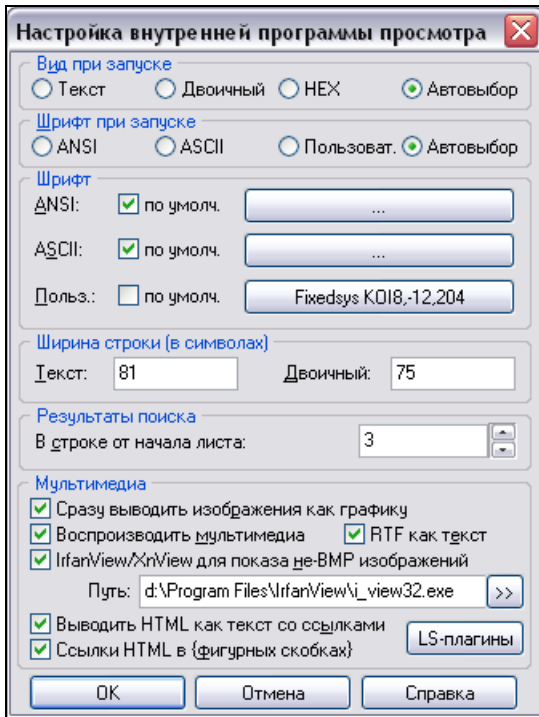 Настройка внутренней программы просмотра
Вид при запуске
Текст Двоичный HEX Автовыбор
Шрифт при запуске
ANSI ASCII Пользоват. Автовыбор
Шрифт
ANSI: по умолч. ...
ASCII: по умолч. ...
Польз.: по умолч. Fixedsys KOI8,-12,204
Ширина строки (в символах)
Текст: 81 Двоичный: 75
Результаты поиска
В строке от начала листа: 3
Мультимедиа
Сразу выводить изображения как графику
Воспроизводить мультимедиа RTF как текст
IrfanView/XnView для показа не-BMP изображений
Путь: d:\Program Files\IrfanView\i_view32.exe >>
Выводить HTML как текст со ссылками
Ссылки HTML в {фигурных скобках} LS-плагины
OK Отмена Справка